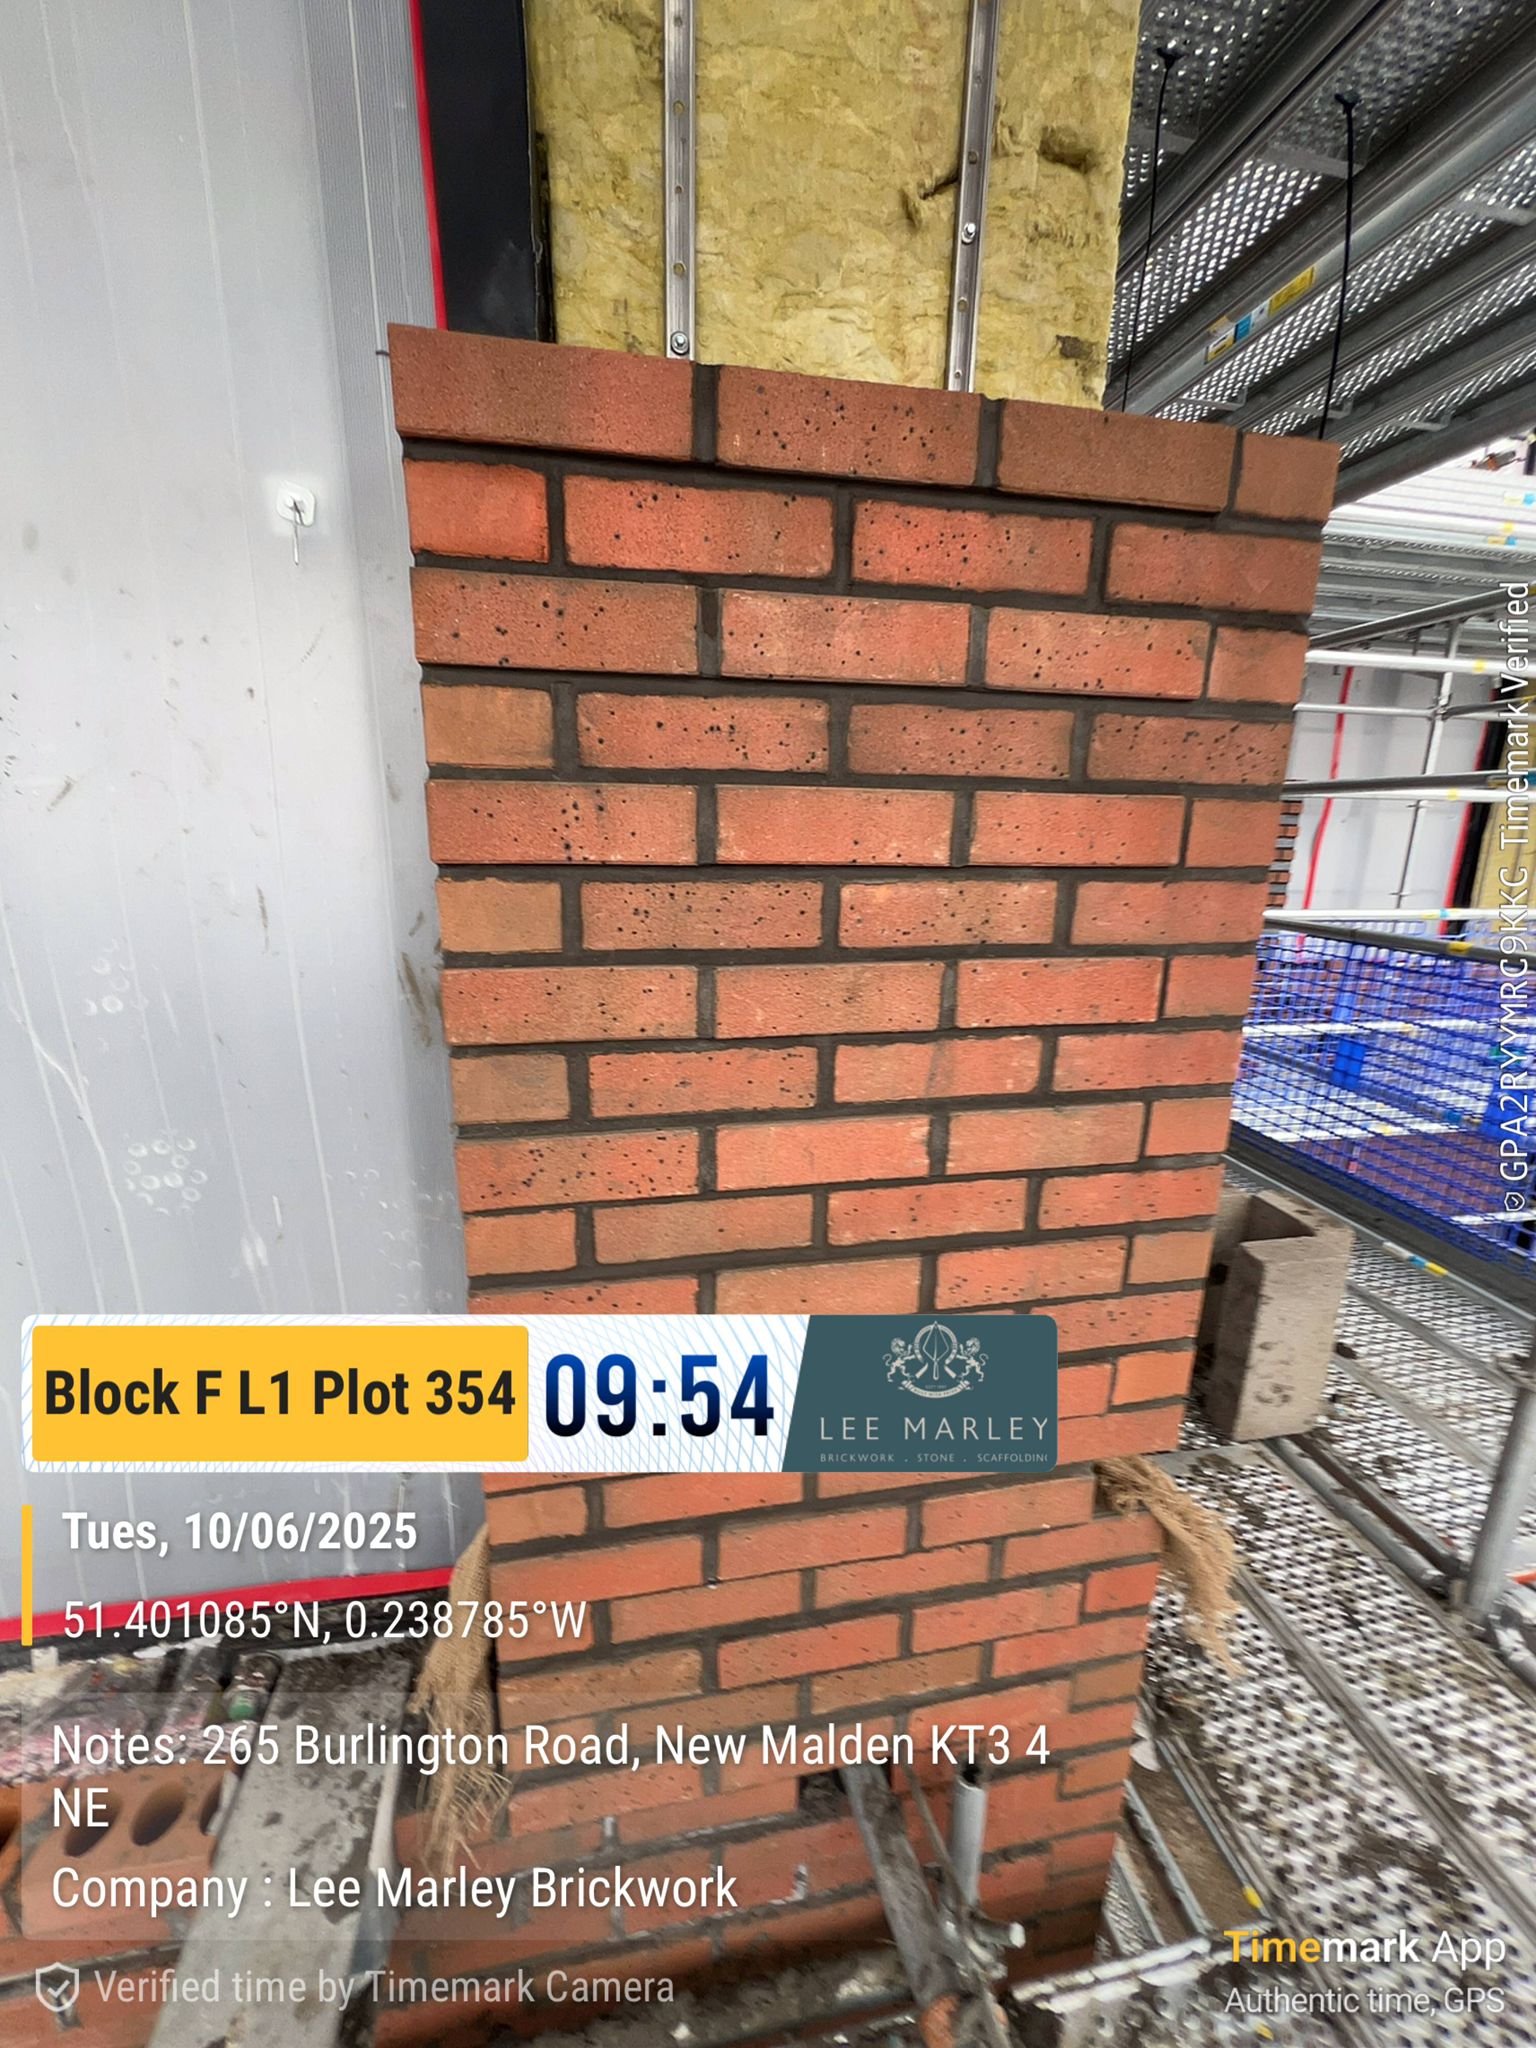 Block F L1 Plot 354
09:54
EST 1987
LEE MARLEY
BRICKWORK . STONE . SCAFFOLDING
Tues, 10/06/2025
51.401085°N, 0.238785°W
Notes: 265 Burlington Road, New Malden KT3 4
NE
Company : Lee Marley Brickwork
Verified time by Timemark Camera
Timemark App
Authentic time, GPS
GPA2RYYMRC9KKC Timemark Verified